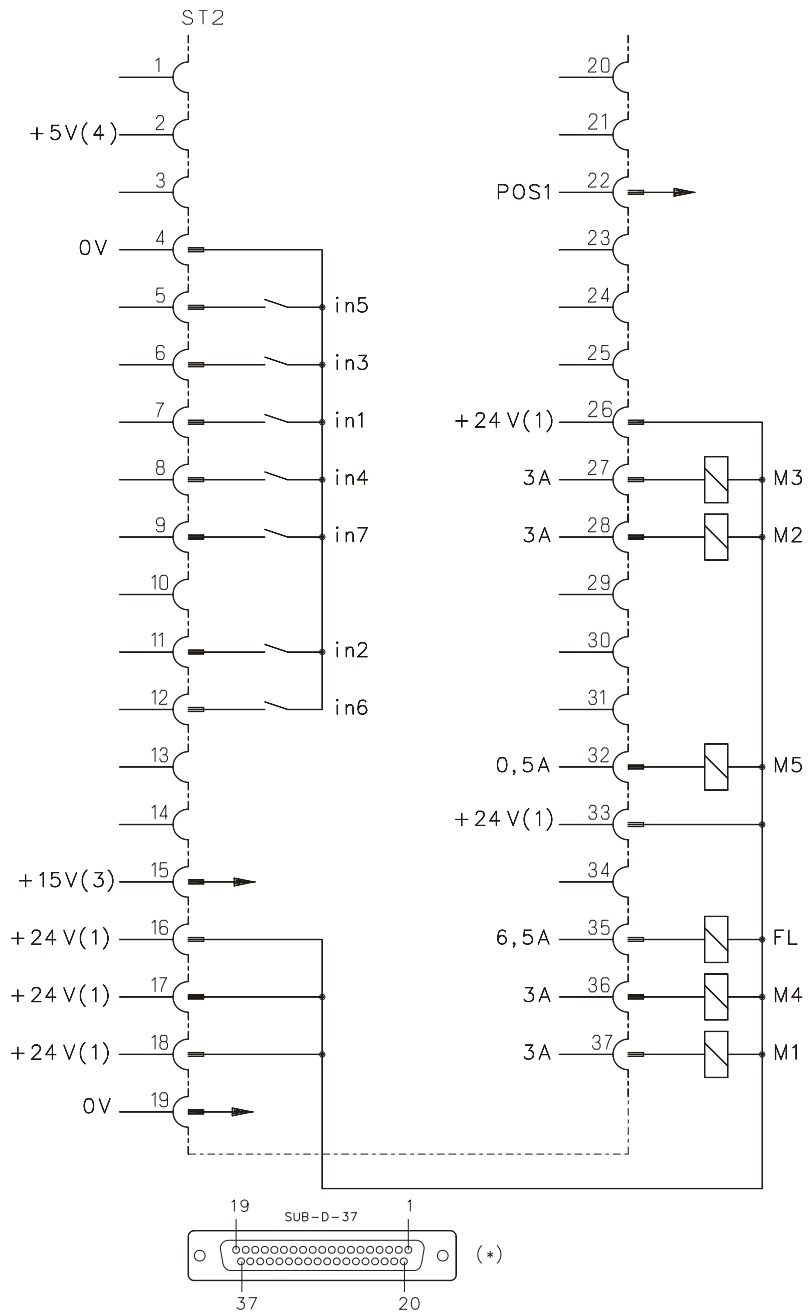 ST2
1
+5V(4) 2
3
0V 4
5 in5
6 in3
7 in1
8 in4
9 in7
10
11 in2
12 in6
13
14
+15V(3) 15
+24V(1) 16
+24V(1) 17
+24V(1) 18
0V 19
20
21
POS1 22
23
24
25
+24V(1) 26
3A 27 M3
3A 28 M2
29
30
31
0,5A 32 M5
+24V(1) 33
34
6,5A 35 FL
3A 36 M4
3A 37 M1
19 SUB-D-37 1
(*)
37 20